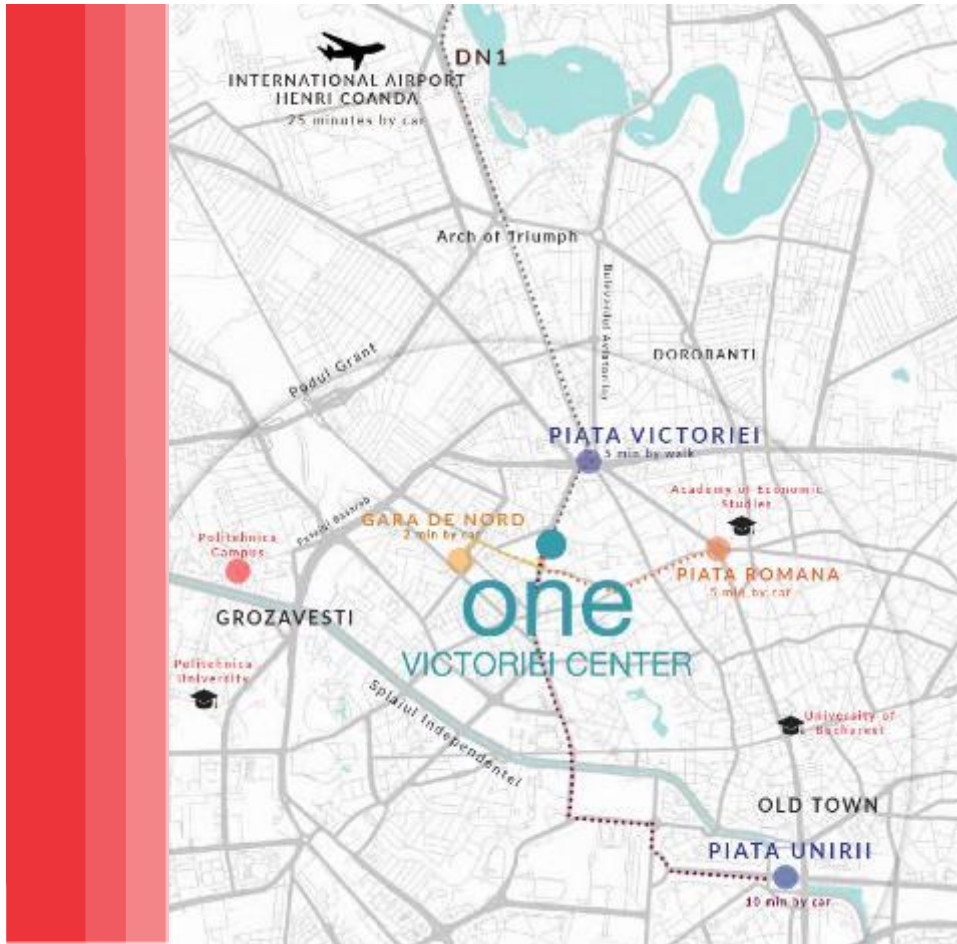 DN1
INTERNATIONAL AIRPORT
HENRI COANDA
25 minutes by car
Arch of Triumph
Bulevardul Aviatorilor
DOROBANTI
Podul Grant
PIATA VICTORIEI
5 min by walk
Academy of Economic
Studies
Pasajul Basarab
GARA DE NORD
2 min by car
Politehnica
Campus
PIATA ROMANA
5 min by car
one
VICTORIEI CENTER
GROZAVESTI
Politehnica
University
Splaiul Independentei
University of
Bucharest
OLD TOWN
PIATA UNIRII
10 min by car